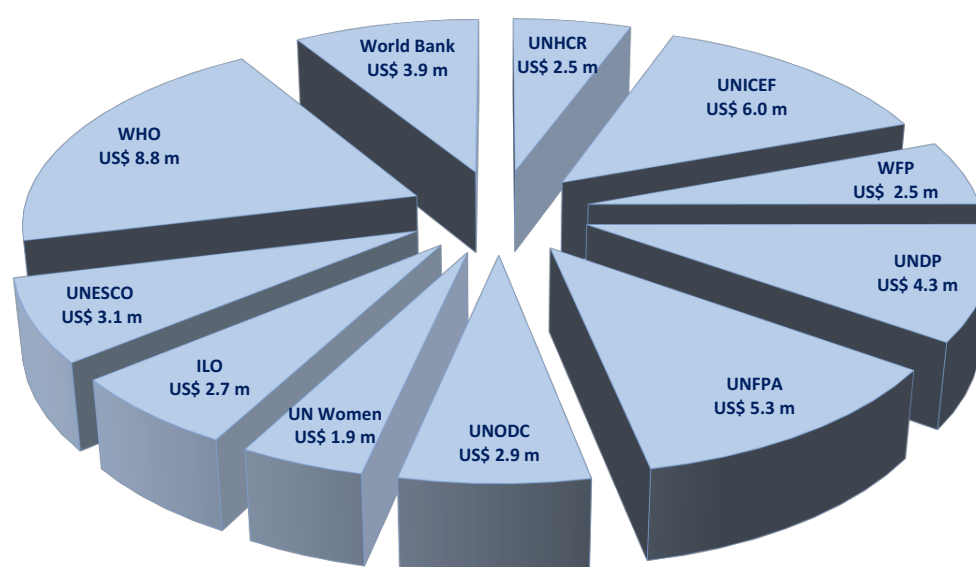 World Bank
US$ 3.9 m
UNHCR
US$ 2.5 m
UNICEF
US$ 6.0 m
WFP
US$ 2.5 m
UNDP
US$ 4.3 m
UNFPA
US$ 5.3 m
UNODC
US$ 2.9 m
UN Women
US$ 1.9 m
ILO
US$ 2.7 m
UNESCO
US$ 3.1 m
WHO
US$ 8.8 m